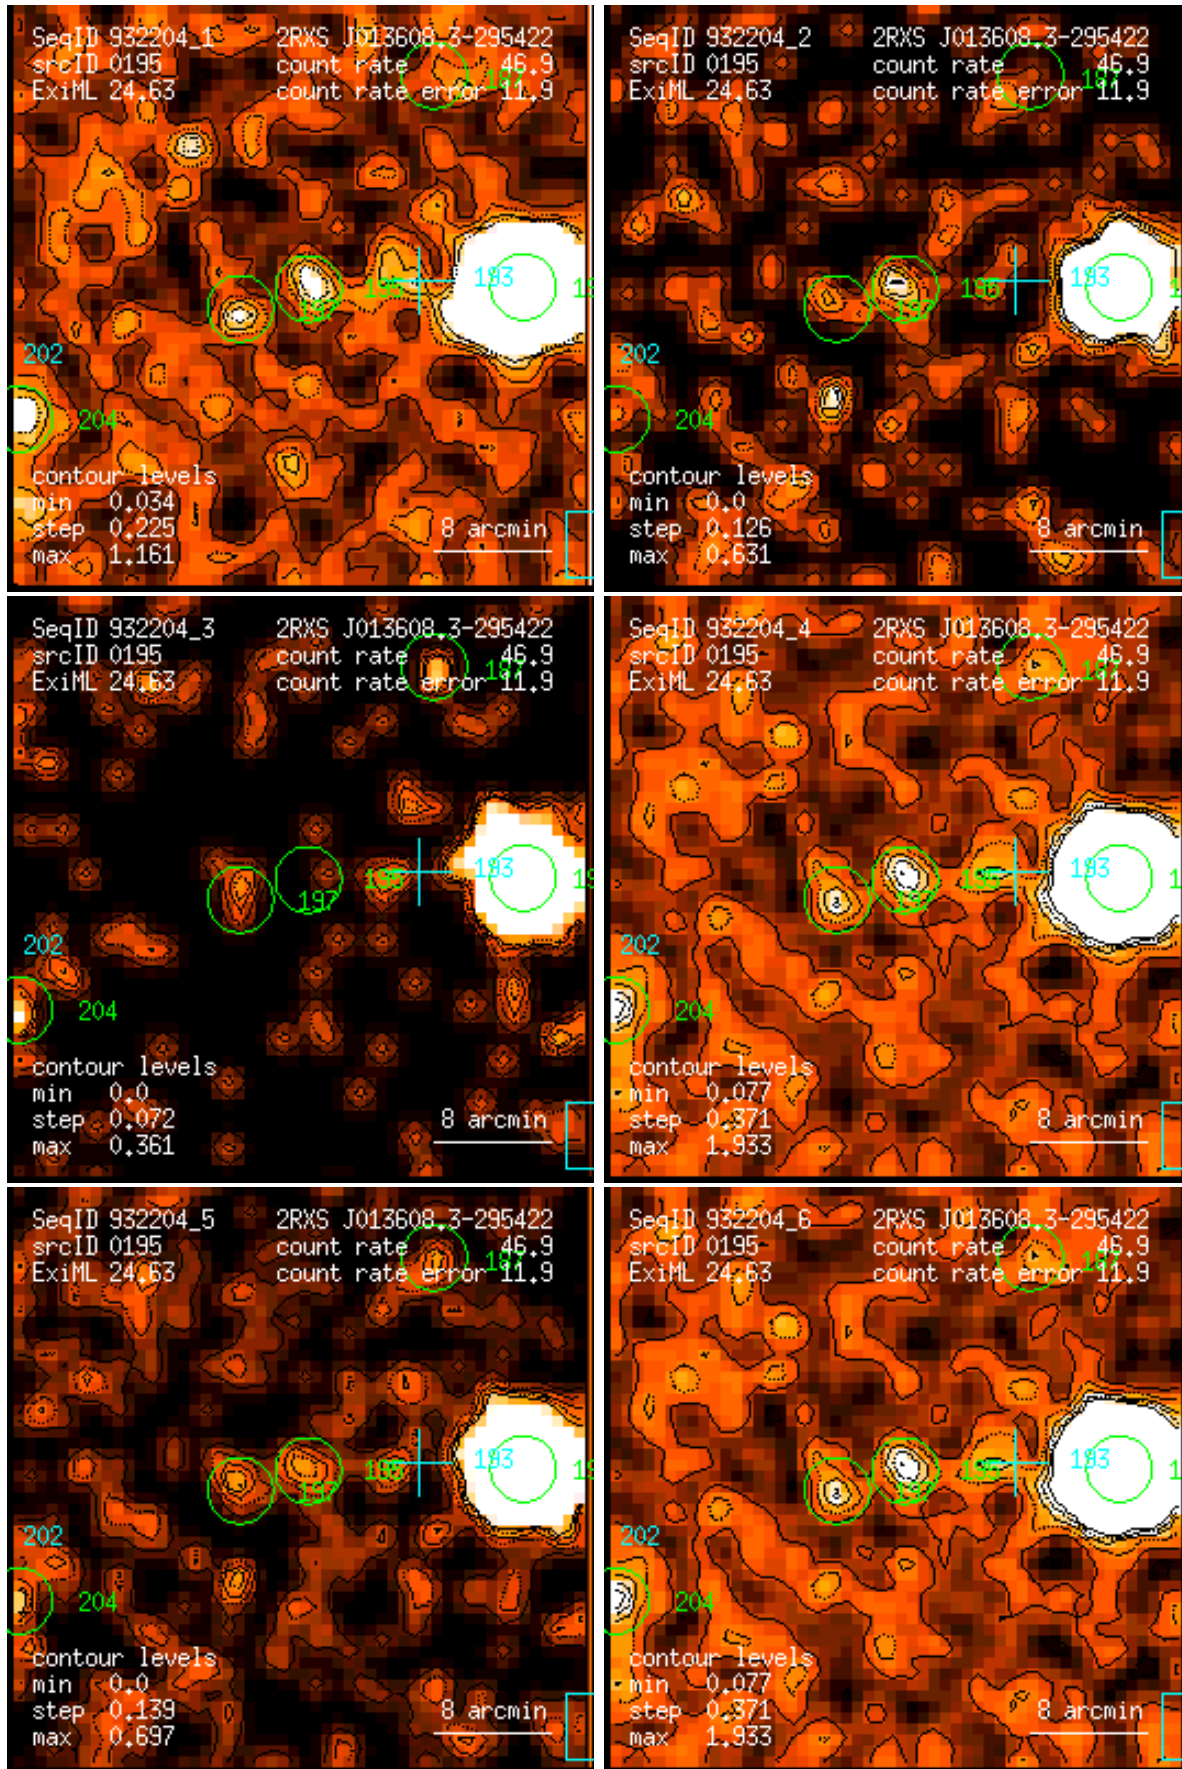 SeqID 932204_1 2RXS J013608.3-295422
srcID 0195 count rate 46.9
ExiML 24.63 count rate error 11.9
187
195 193
197
202
204
contour levels
min 0.034
step 0.225
max 1.161
8 arcmin
SeqID 932204_2 2RXS J013608.3-295422
srcID 0195 count rate 46.9
ExiML 24.63 count rate error 11.9
187
195 193
197
202
204
contour levels
min 0.0
step 0.126
max 0.631
8 arcmin
SeqID 932204_3 2RXS J013608.3-295422
srcID 0195 count rate 46.9
ExiML 24.63 count rate error 11.9
187
195 193
197
202
204
contour levels
min 0.0
step 0.072
max 0.361
8 arcmin
SeqID 932204_4 2RXS J013608.3-295422
srcID 0195 count rate 46.9
ExiML 24.63 count rate error 11.9
187
195 193
197
202
204
contour levels
min 0.077
step 0.371
max 1.933
8 arcmin
SeqID 932204_5 2RXS J013608.3-295422
srcID 0195 count rate 46.9
ExiML 24.63 count rate error 11.9
187
195 193
197
202
204
contour levels
min 0.0
step 0.139
max 0.697
8 arcmin
SeqID 932204_6 2RXS J013608.3-295422
srcID 0195 count rate 46.9
ExiML 24.63 count rate error 11.9
187
195 193
197
202
204
contour levels
min 0.077
step 0.371
max 1.933
8 arcmin